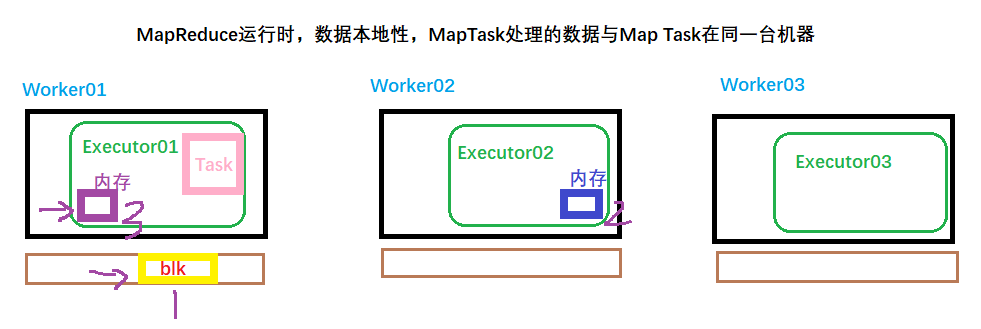 MapReduce运行时，数据本地性，MapTask处理的数据与Map Task在同一台机器
Worker01
Worker02
Worker03
Executor01
Task
内存
3
Executor02
内存
2
Executor03
blk
1